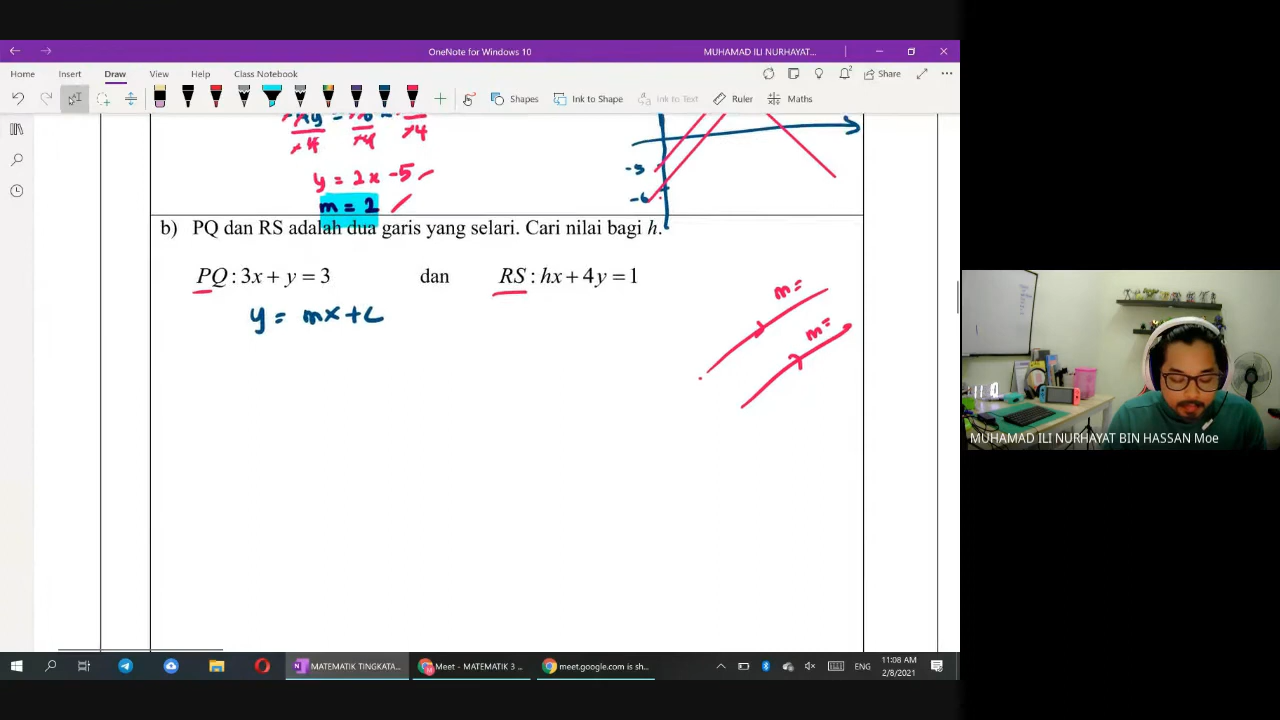 OneNote for Windows 10
MUHAMAD ILI NURHAYAT...
Home Insert Draw View Help Class Notebook
Share
Shapes Ink to Shape Ink to Text Ruler Maths
y = 2x -5
m = 2
-5
-6
b) PQ dan RS adalah dua garis yang selari. Cari nilai bagi h.
PQ : 3x + y = 3 dan RS : hx + 4y = 1
y = mx + c
m =
m =
MUHAMAD ILI NURHAYAT BIN HASSAN Moe
MATEMATIK TINGKATA...
Meet - MATEMATIK 3 ...
meet.google.com is sh...
ENG
11:08 AM
2/8/2021